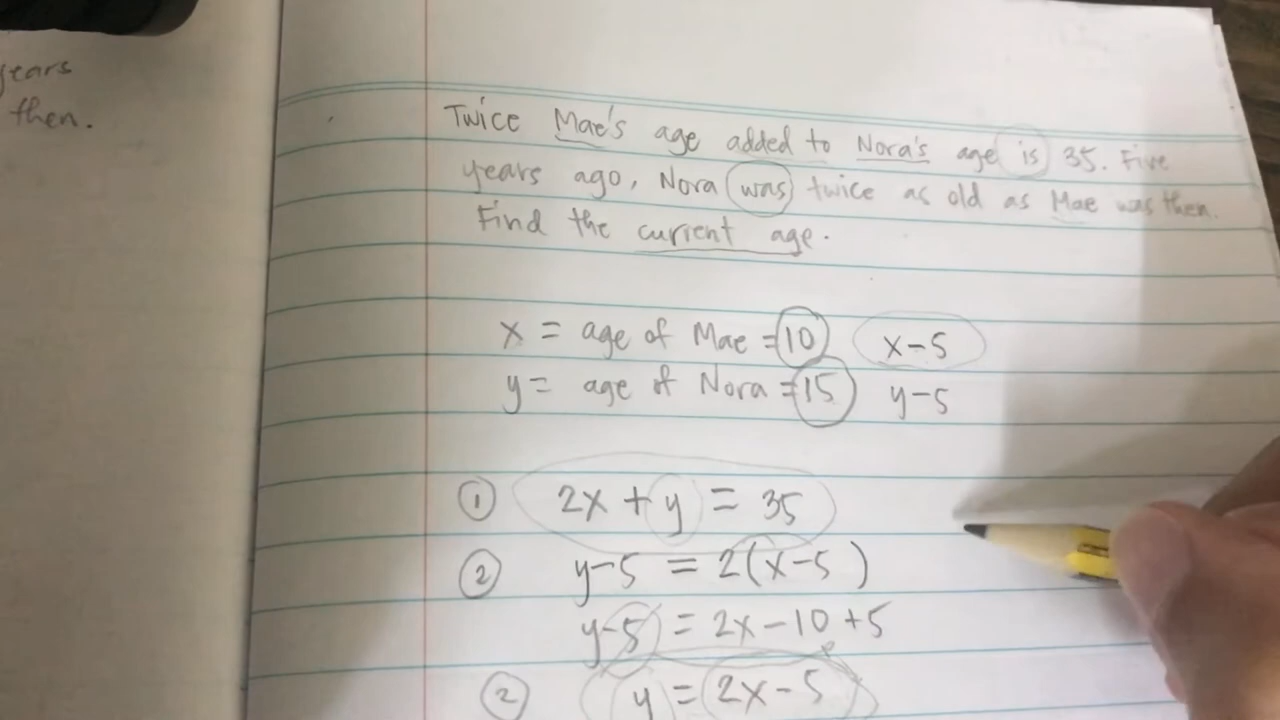 years
then.
Twice Mae's age added to Nora's age is 35. Five
years ago, Nora was twice as old as Mae was then.
Find the current age.
x = age of Mae = 10 x-5
y = age of Nora = 15 y-5
① 2x + y = 35
② y-5 = 2(x-5)
y-5 = 2x-10+5
② y = 2x-5